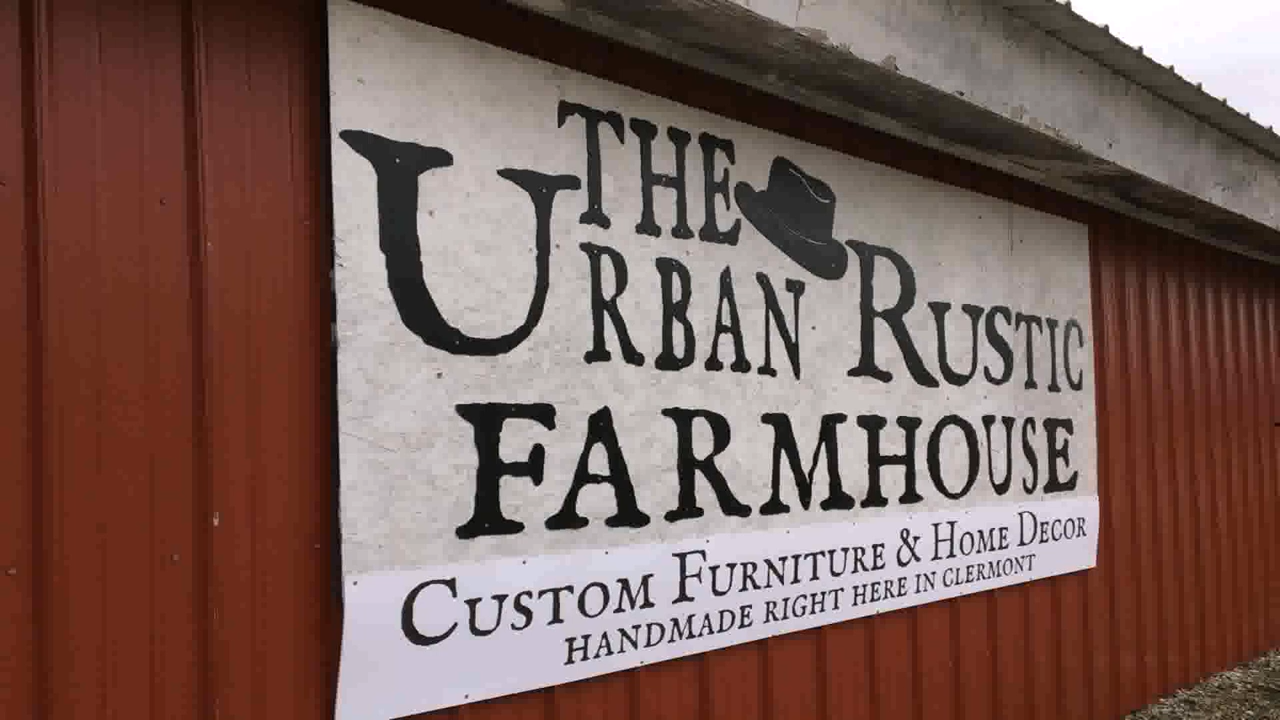 THE
URBAN RUSTIC
FARMHOUSE
CUSTOM FURNITURE & HOME DECOR
HANDMADE RIGHT HERE IN CLERMONT